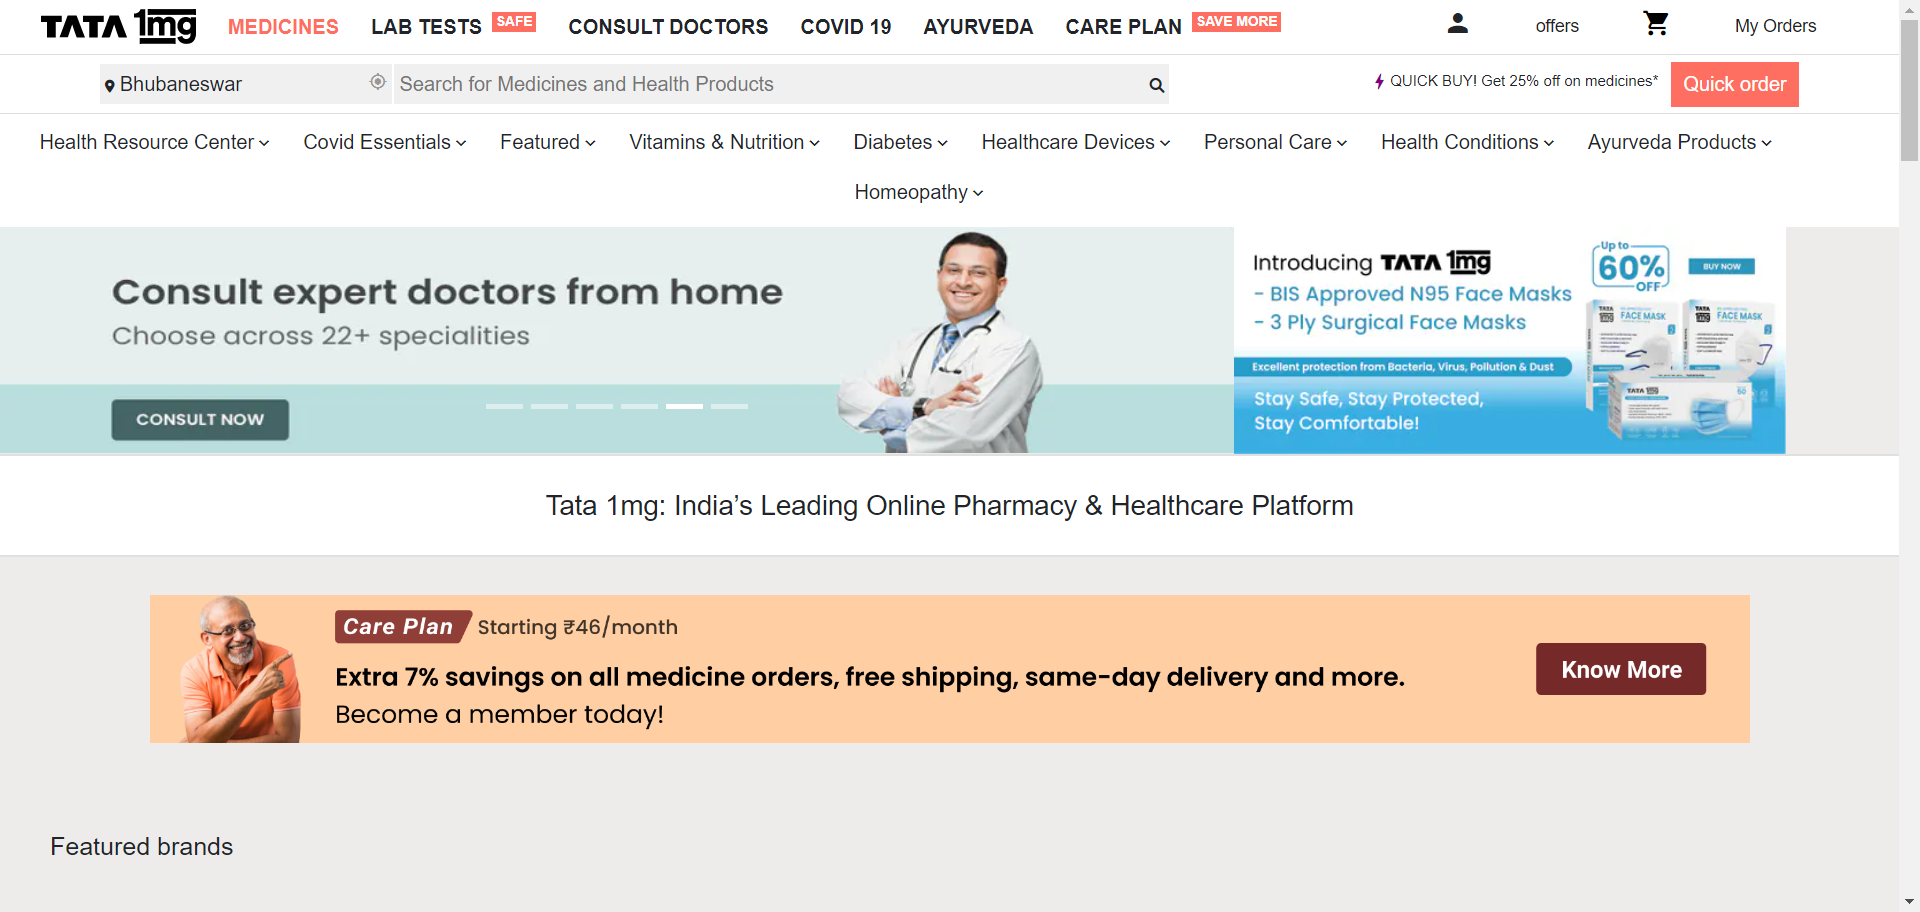 TATA 1mg MEDICINES LAB TESTS SAFE CONSULT DOCTORS COVID 19 AYURVEDA CARE PLAN SAVE MORE offers My Orders
Bhubaneswar Search for Medicines and Health Products QUICK BUY! Get 25% off on medicines* Quick order
Health Resource Center Covid Essentials Featured Vitamins & Nutrition Diabetes Healthcare Devices Personal Care Health Conditions Ayurveda Products
Homeopathy
Consult expert doctors from home
Choose across 22+ specialities
CONSULT NOW
Introducing TATA 1mg
- BIS Approved N95 Face Masks
- 3 Ply Surgical Face Masks
Excellent protection from Bacteria, Virus, Pollution & Dust
Stay Safe, Stay Protected,
Stay Comfortable!
Up to
60%
OFF
BUY NOW
TATA 1mg FACE MASK
TATA 1mg FACE MASK
TATA 1mg
50
Tata 1mg: India’s Leading Online Pharmacy & Healthcare Platform
Care Plan Starting ₹46/month
Extra 7% savings on all medicine orders, free shipping, same-day delivery and more.
Become a member today!
Know More
Featured brands